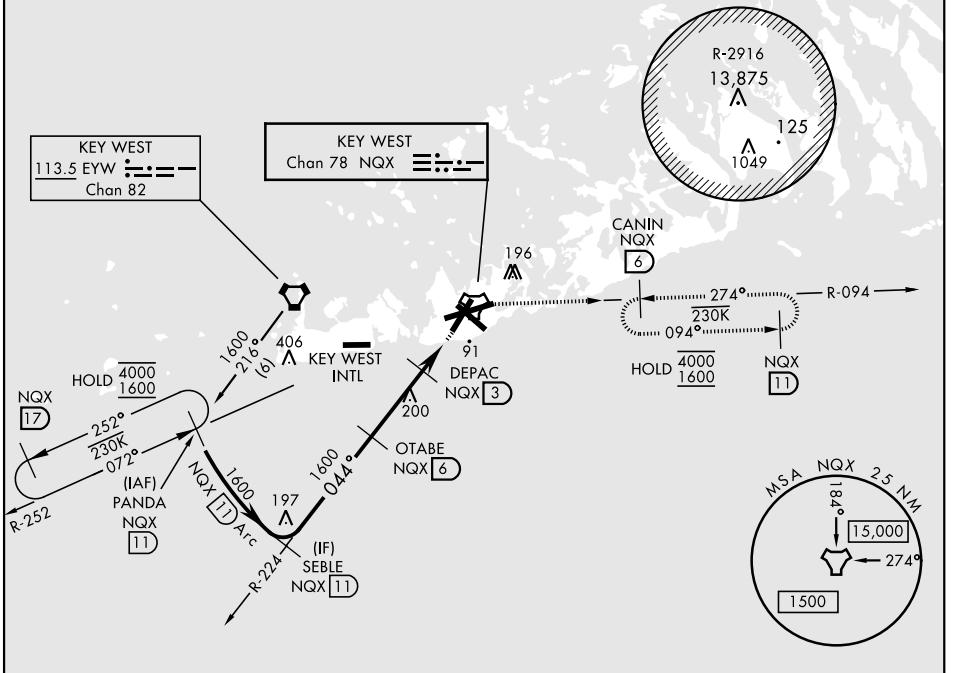 R-2916
13,875
125
1049
KEY WEST
113.5 EYW
Chan 82
KEY WEST
Chan 78 NQX
CANIN
NQX
6
196
274°
230K
094°
R-094
HOLD 4000
1600
NQX
11
1600
216°
(6)
406
KEY WEST
INTL
91
DEPAC
NQX 3
200
OTABE
NQX 6
HOLD 4000
1600
NQX
17
252°
230K
072°
R-252
(IAF)
PANDA
NQX
11
1600
NQX 11 Arc
197
1600
044°
(IF)
SEBLE
NQX 11
R-224
MSA NQX 25 NM
184°
15,000
274°
1500